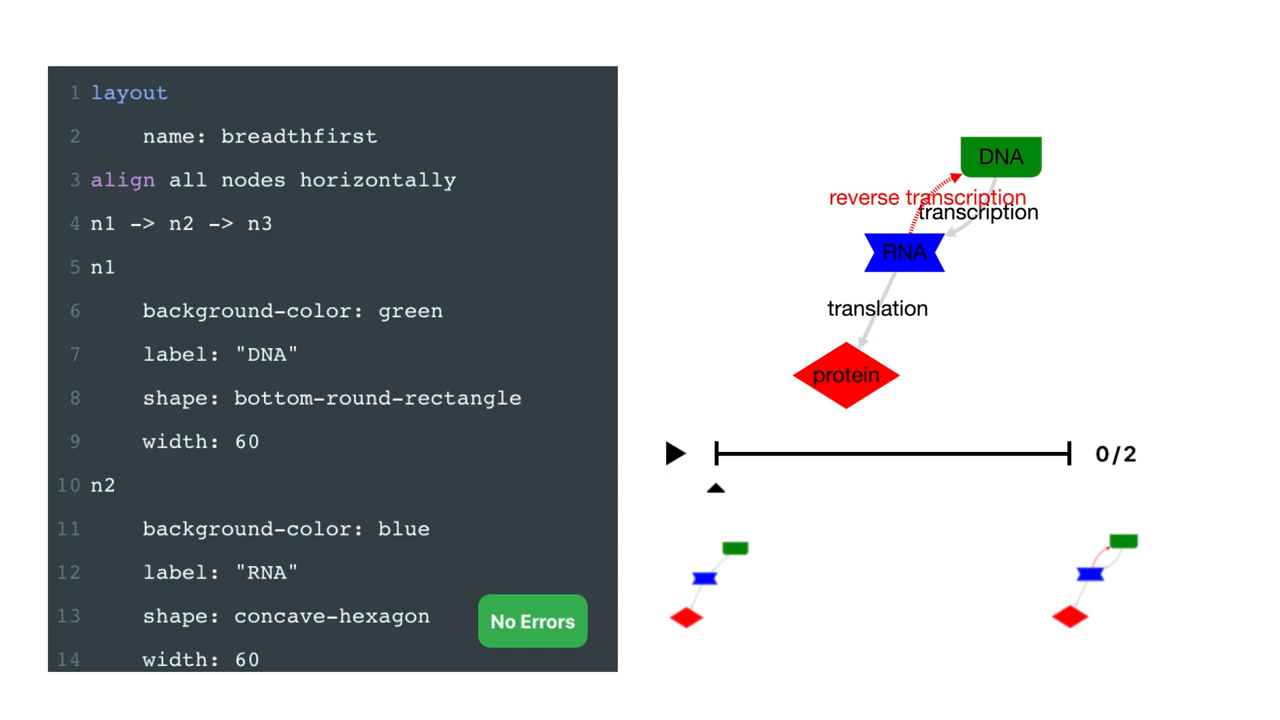 1 layout
2 name: breadthfirst
3 align all nodes horizontally
4 n1 -> n2 -> n3
5 n1
6 background-color: green
7 label: "DNA"
8 shape: bottom-round-rectangle
9 width: 60
10 n2
11 background-color: blue
12 label: "RNA"
13 shape: concave-hexagon
14 width: 60
No Errors
DNA
reverse transcription
transcription
RNA
translation
protein
0/2